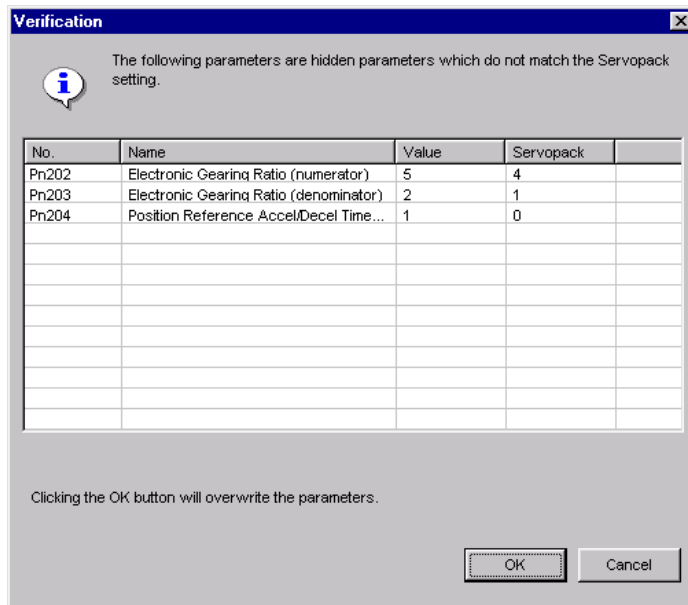 Verification
The following parameters are hidden parameters which do not match the Servopack
setting.
No. Name Value Servopack
Pn202 Electronic Gearing Ratio (numerator) 5 4
Pn203 Electronic Gearing Ratio (denominator) 2 1
Pn204 Position Reference Accel/Decel Time... 1 0
Clicking the OK button will overwrite the parameters.
OK Cancel